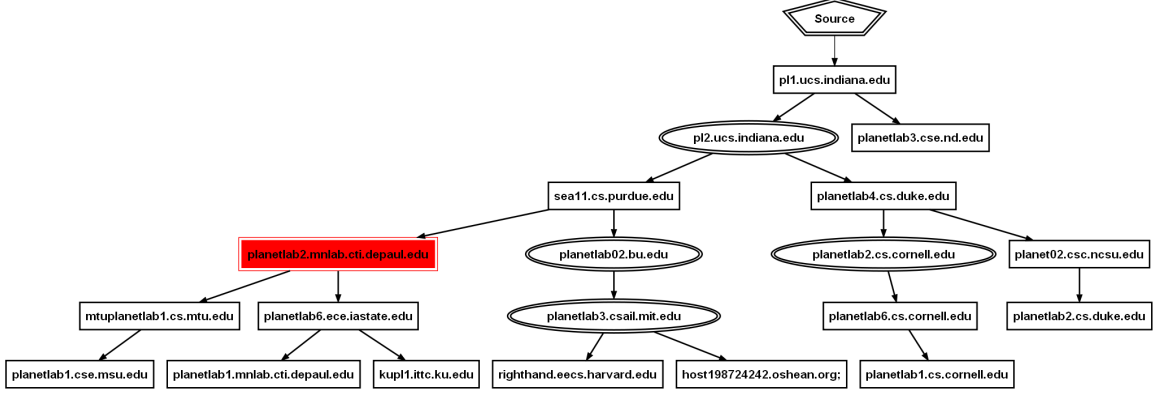 Source
pl1.ucs.indiana.edu
pl2.ucs.indiana.edu
planetlab3.cse.nd.edu
sea11.cs.purdue.edu
planetlab4.cs.duke.edu
planetlab2.mnlab.cti.depaul.edu
planetlab02.bu.edu
planetlab2.cs.cornell.edu
planet02.csc.ncsu.edu
mtuplanetlab1.cs.mtu.edu
planetlab6.ece.iastate.edu
planetlab3.csail.mit.edu
planetlab6.cs.cornell.edu
planetlab2.cs.duke.edu
planetlab1.cse.msu.edu
planetlab1.mnlab.cti.depaul.edu
kupl1.ittc.ku.edu
righthand.eecs.harvard.edu
host198724242.oshean.org;
planetlab1.cs.cornell.edu